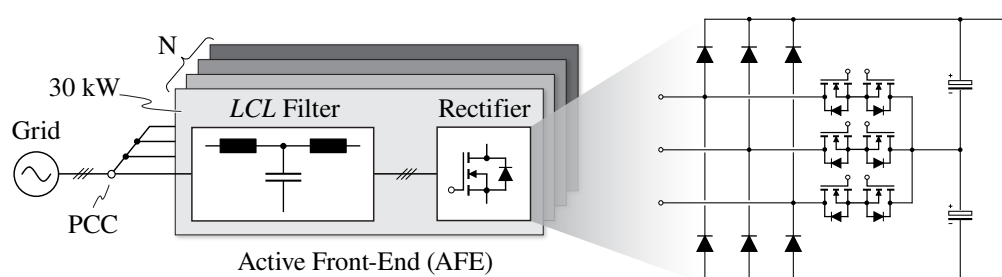 N
30 kW
LCL Filter
Rectifier
Grid
PCC
Active Front-End (AFE)